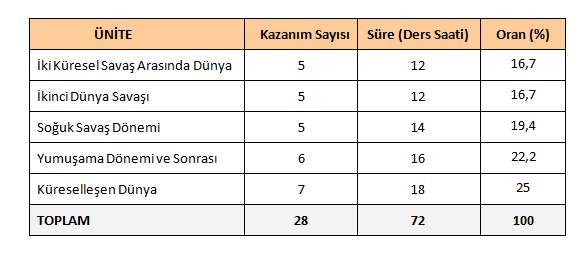 ÜNİTE Kazanım Sayısı Süre (Ders Saati) Oran (%)
İki Küresel Savaş Arasında Dünya 5 12 16,7
İkinci Dünya Savaşı 5 12 16,7
Soğuk Savaş Dönemi 5 14 19,4
Yumuşama Dönemi ve Sonrası 6 16 22,2
Küreselleşen Dünya 7 18 25
TOPLAM 28 72 100